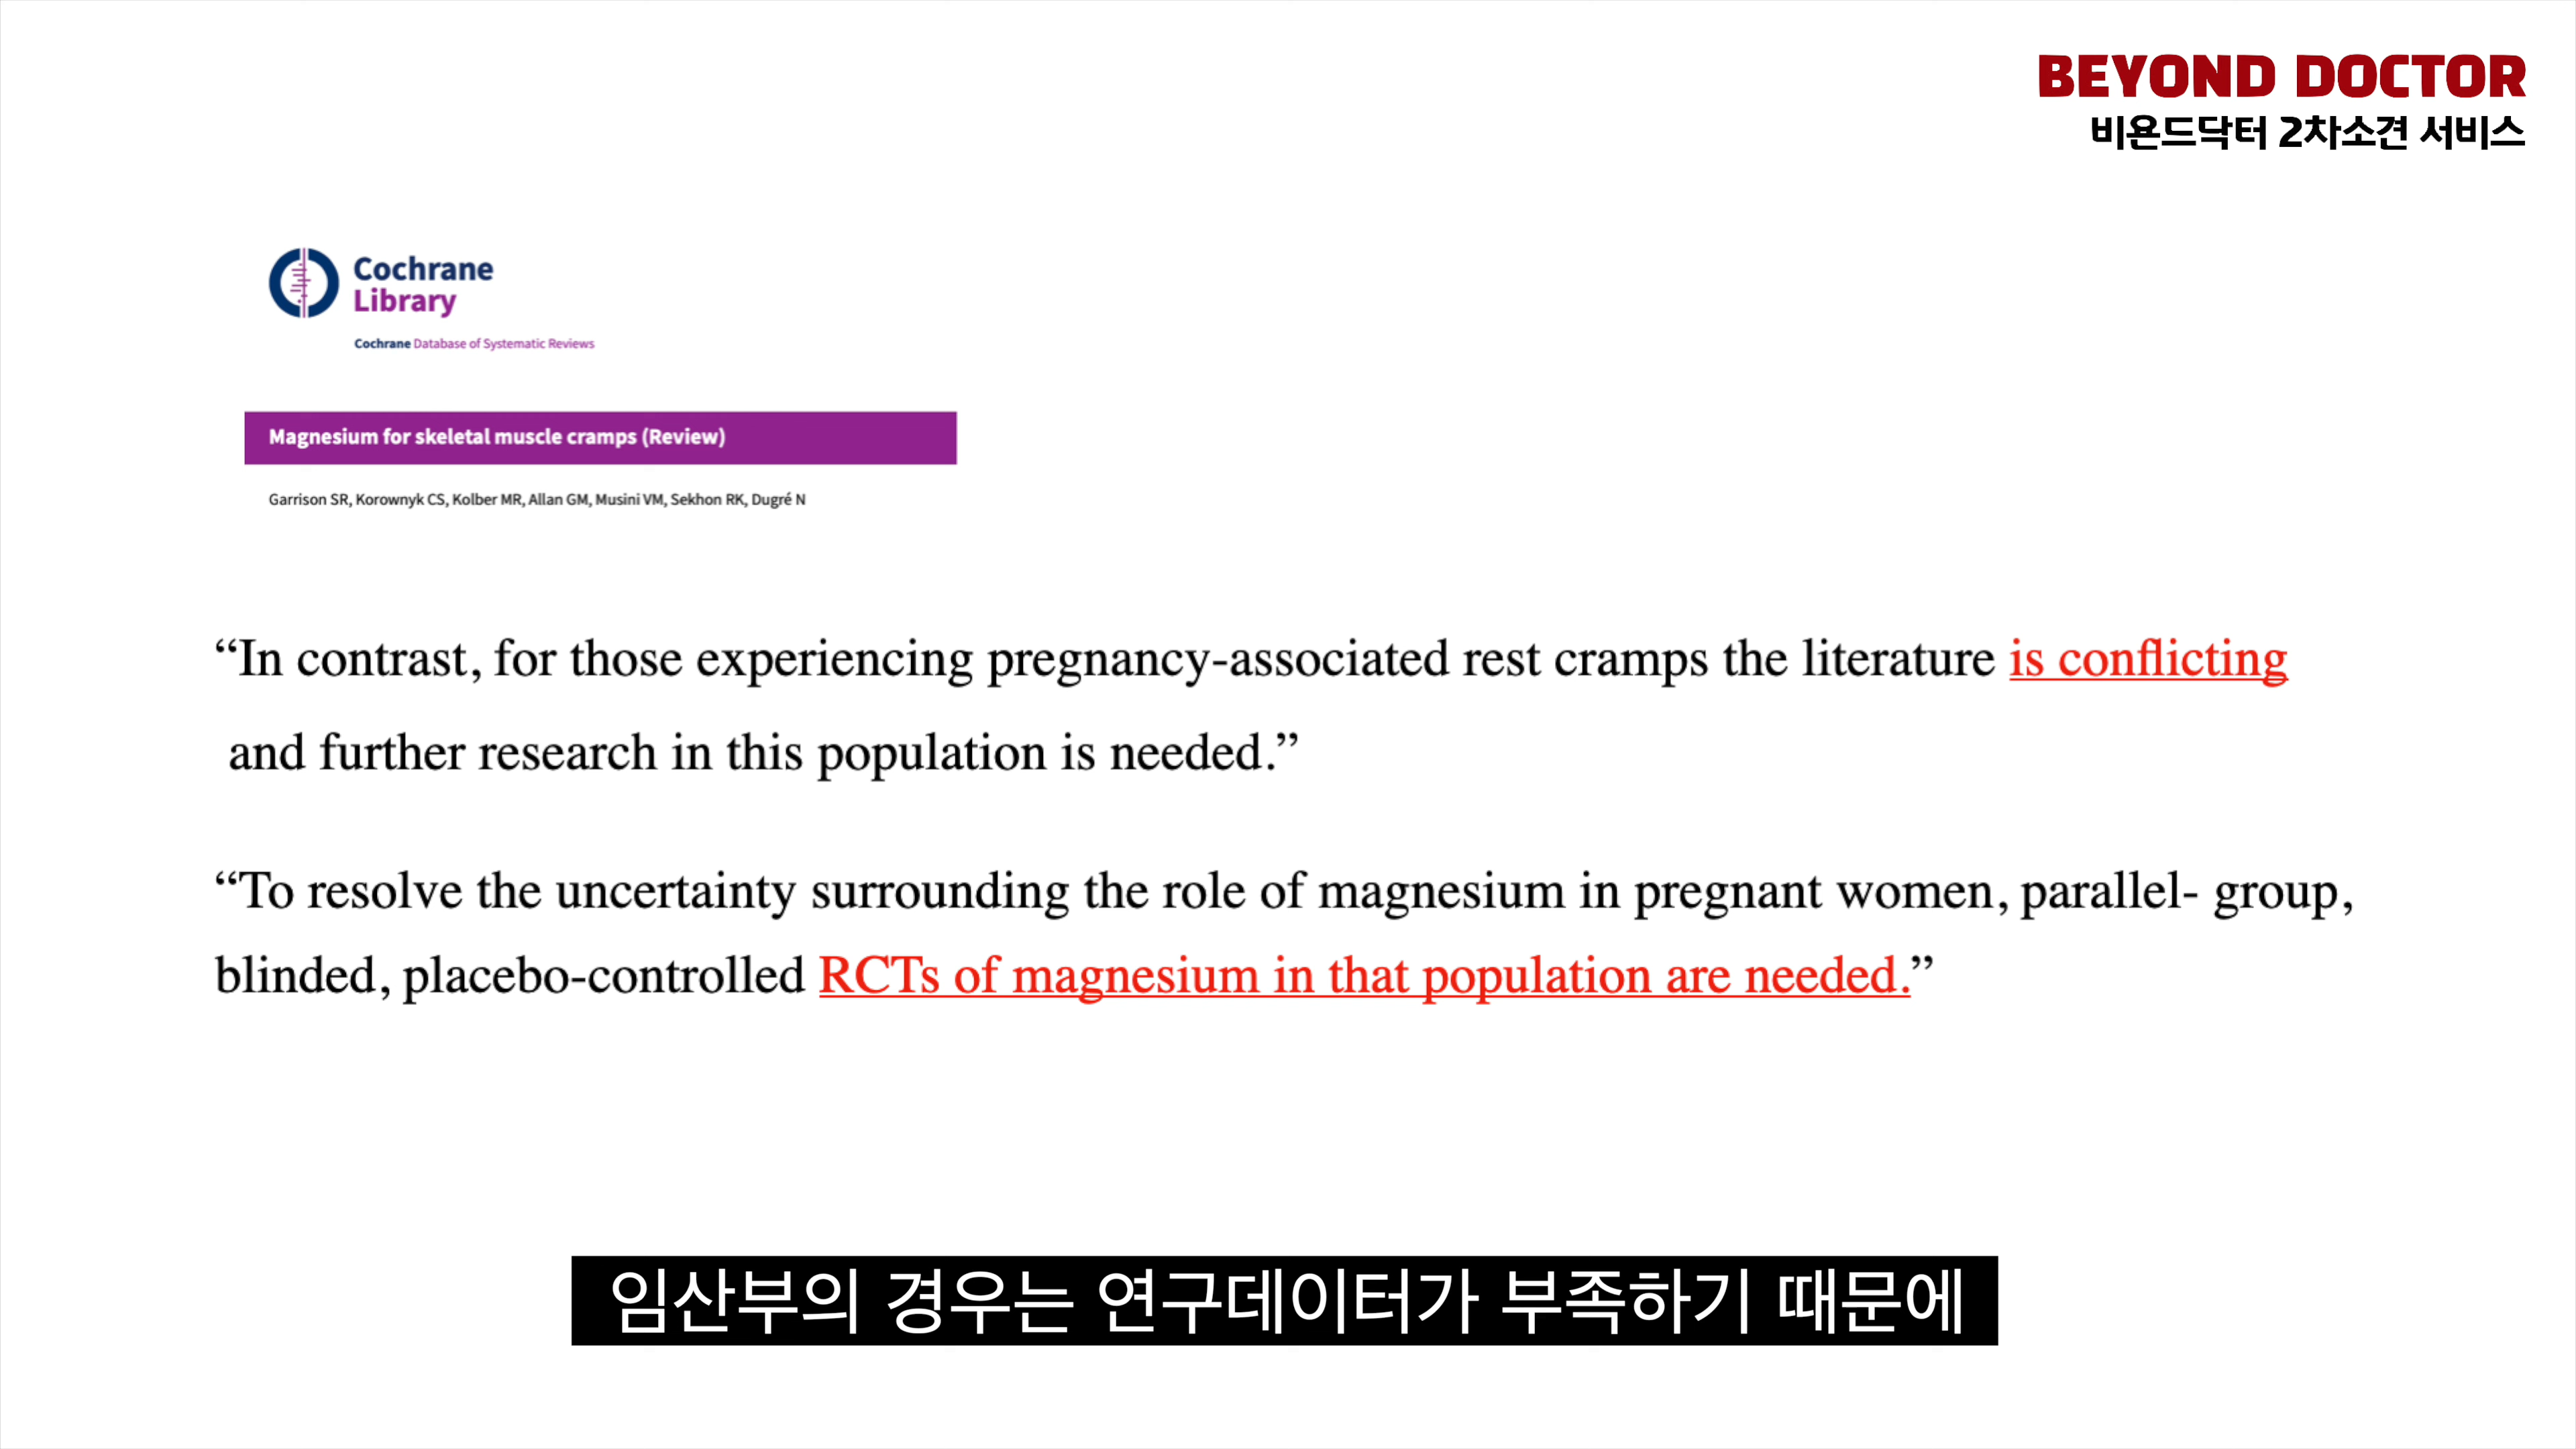 BEYOND DOCTOR
비욘드닥터 2차소견 서비스
Cochrane
Library
Cochrane Database of Systematic Reviews
Magnesium for skeletal muscle cramps (Review)
Garrison SR, Korownyk CS, Kolber MR, Allan GM, Musini VM, Sekhon RK, Dugré N
“In contrast, for those experiencing pregnancy-associated rest cramps the literature is conflicting
and further research in this population is needed.”
“To resolve the uncertainty surrounding the role of magnesium in pregnant women, parallel- group,
blinded, placebo-controlled RCTs of magnesium in that population are needed.”
임산부의 경우는 연구데이터가 부족하기 때문에